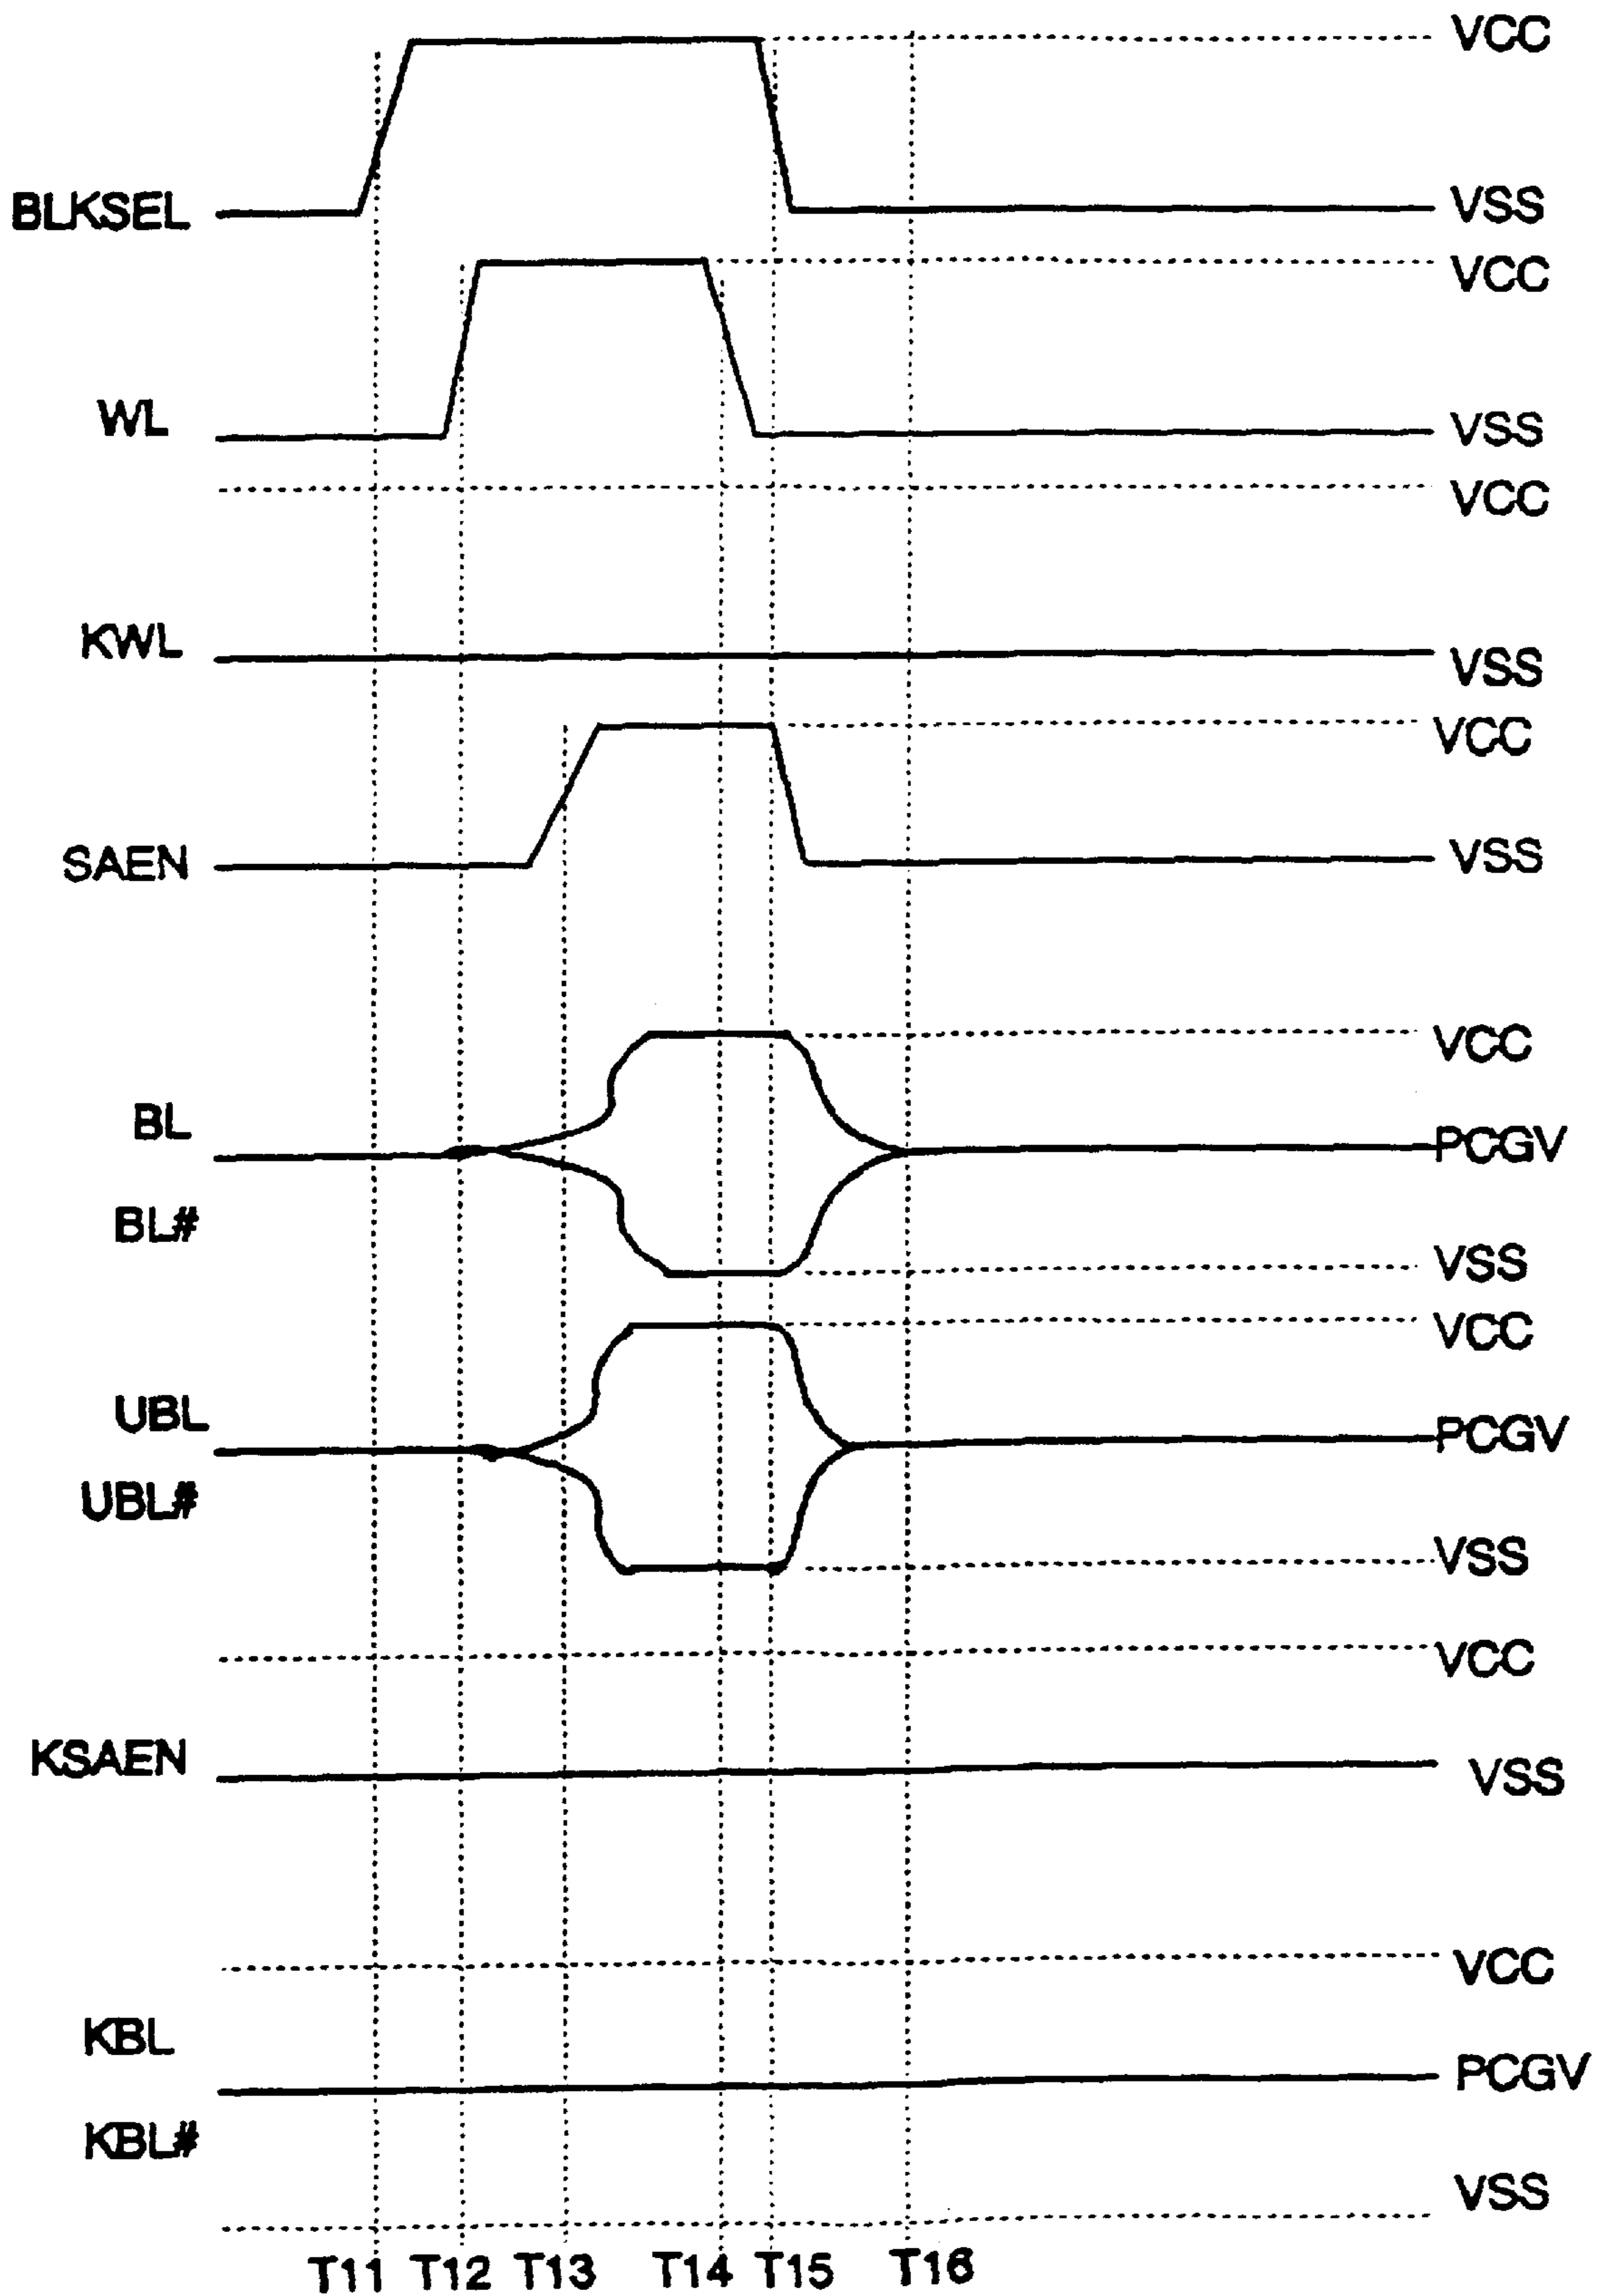 VCC
BLKSEL VSS
VCC
WL VSS
VCC
KWL VSS
VCC
SAEN VSS
VCC
BL PCGV
BL# VSS
VCC
UBL PCGV
UBL# VSS
VCC
KSAEN VSS
VCC
KBL PCGV
KBL# VSS
T11 T12 T13 T14 T15 T16